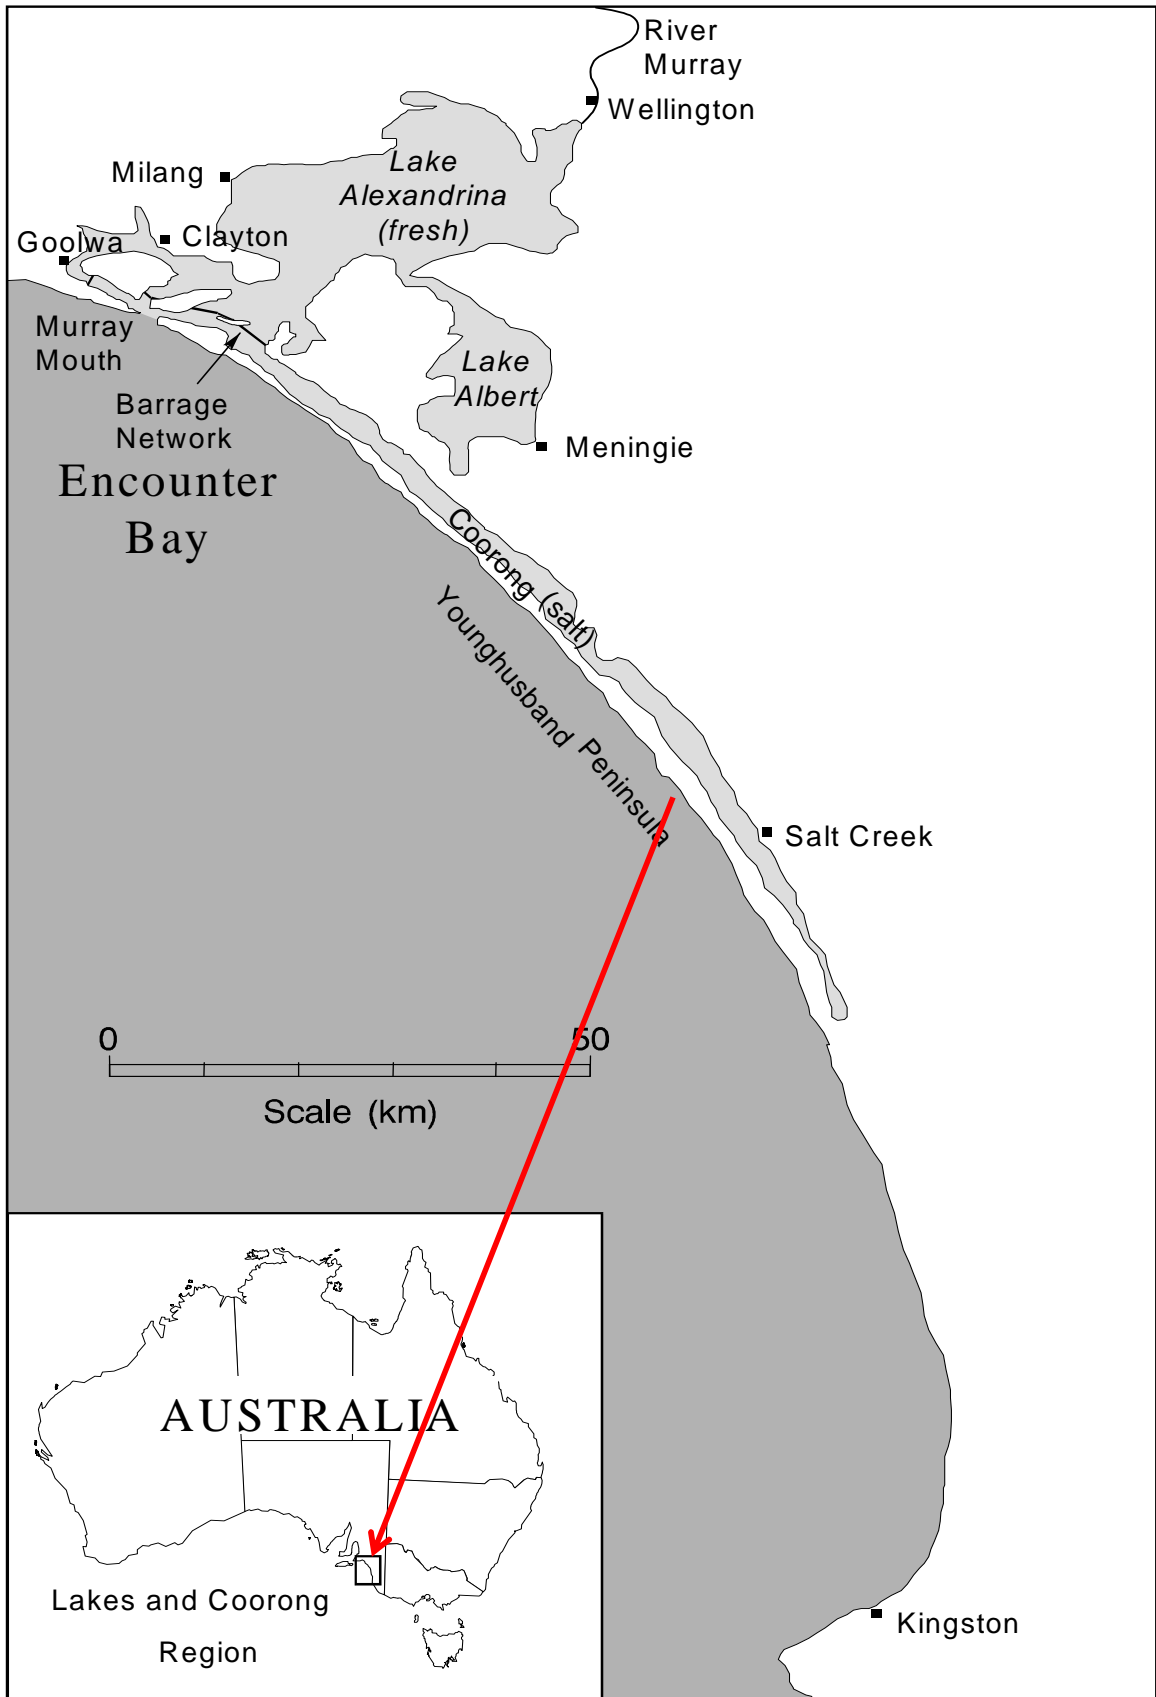 River
Murray
Wellington
Lake
Alexandrina
(fresh)
Milang
Clayton
Goolwa
Murray
Mouth
Barrage
Network
Lake
Albert
Meningie
Encounter
Bay
Coorong (salt)
Younghusband Peninsula
Salt Creek
0 50
Scale (km)
AUSTRALIA
Lakes and Coorong
Region
Kingston